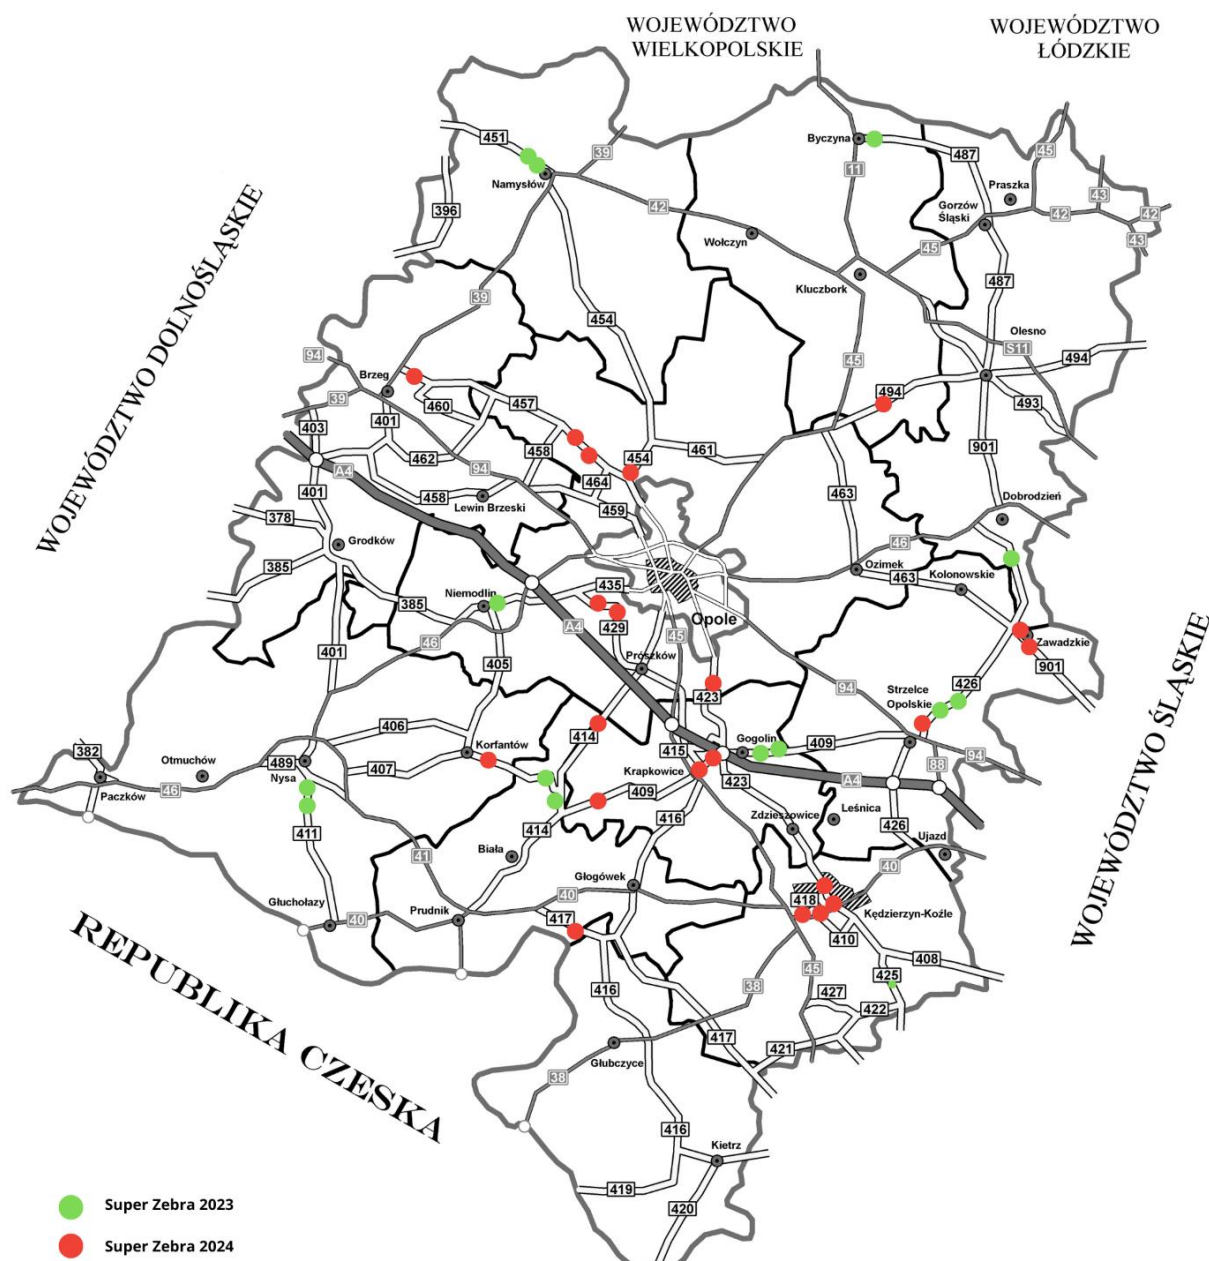 WOJEWÓDZTWO
WIELKOPOLSKIE
WOJEWÓDZTWO
ŁÓDZKIE
451
39
Byczyna
487
45
Namysłów
11
Praszka
43
396
42
Gorzów
Śląski
42
42
Wołczyn
45
43
WOJEWÓDZTWO DOLNOŚLĄSKIE
Kluczbork
487
39
454
Olesno
S11
94
45
494
Brzeg
494
39
460
457
493
403
401
462
458
94
454
461
901
A4
464
401
458
Lewin Brzeski
463
Dobrodzień
378
459
Grodków
46
385
Ozimek
463
Kolonowskie
435
385
Niemodlin
Opole
A4
429
45
46
Zawadzkie
401
405
Prószków
901
426
94
423
Strzelce
Opolskie
406
414
Gogolin
409
382
Korfantów
415
94
Otmuchów
489
407
Krapkowice
88
Nysa
423
A4
Paczków
46
409
416
Leśnica
411
414
Zdzieszowice
426
Ujazd
Biała
41
40
Głogówek
WOJEWÓDZTWO ŚLĄSKIE
Głuchołazy
40
40
418
Kędzierzyn-Koźle
Prudnik
417
410
408
45
425
REPUBLIKA CZESKA
416
38
427
422
417
421
Głubczyce
38
416
Kietrz
419
420
Super Zebra 2023
Super Zebra 2024